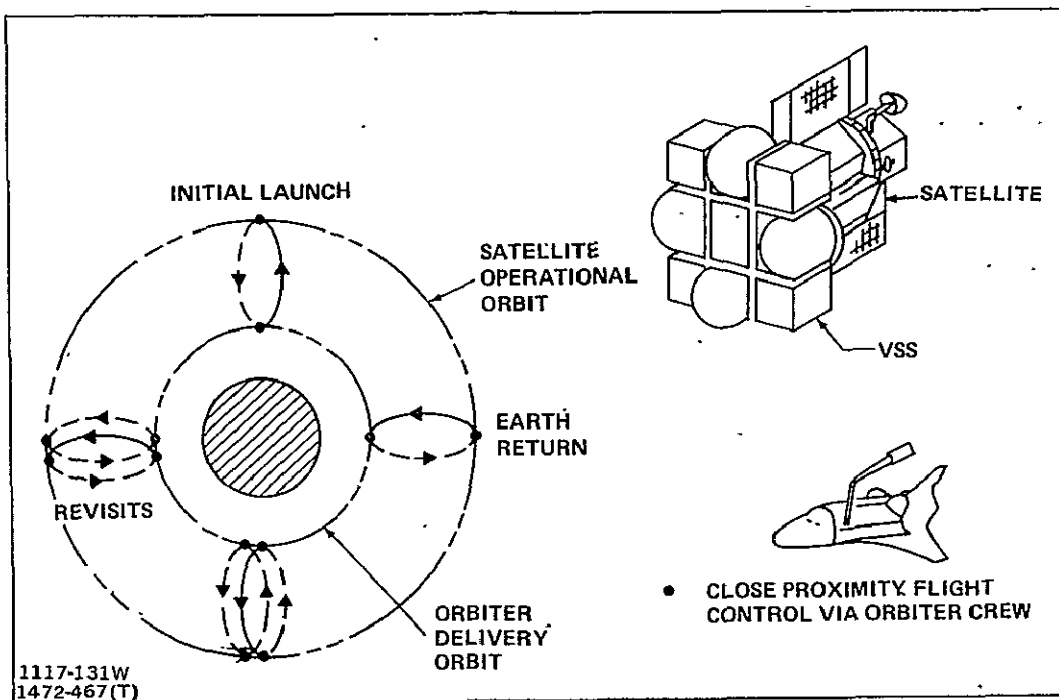 INITIAL LAUNCH
SATELLITE
OPERATIONAL
ORBIT
EARTH
RETURN
REVISITS
ORBITER
DELIVERY
ORBIT
SATELLITE
VSS
● CLOSE PROXIMITY FLIGHT
CONTROL VIA ORBITER CREW
1117-131W
1472-467(T)